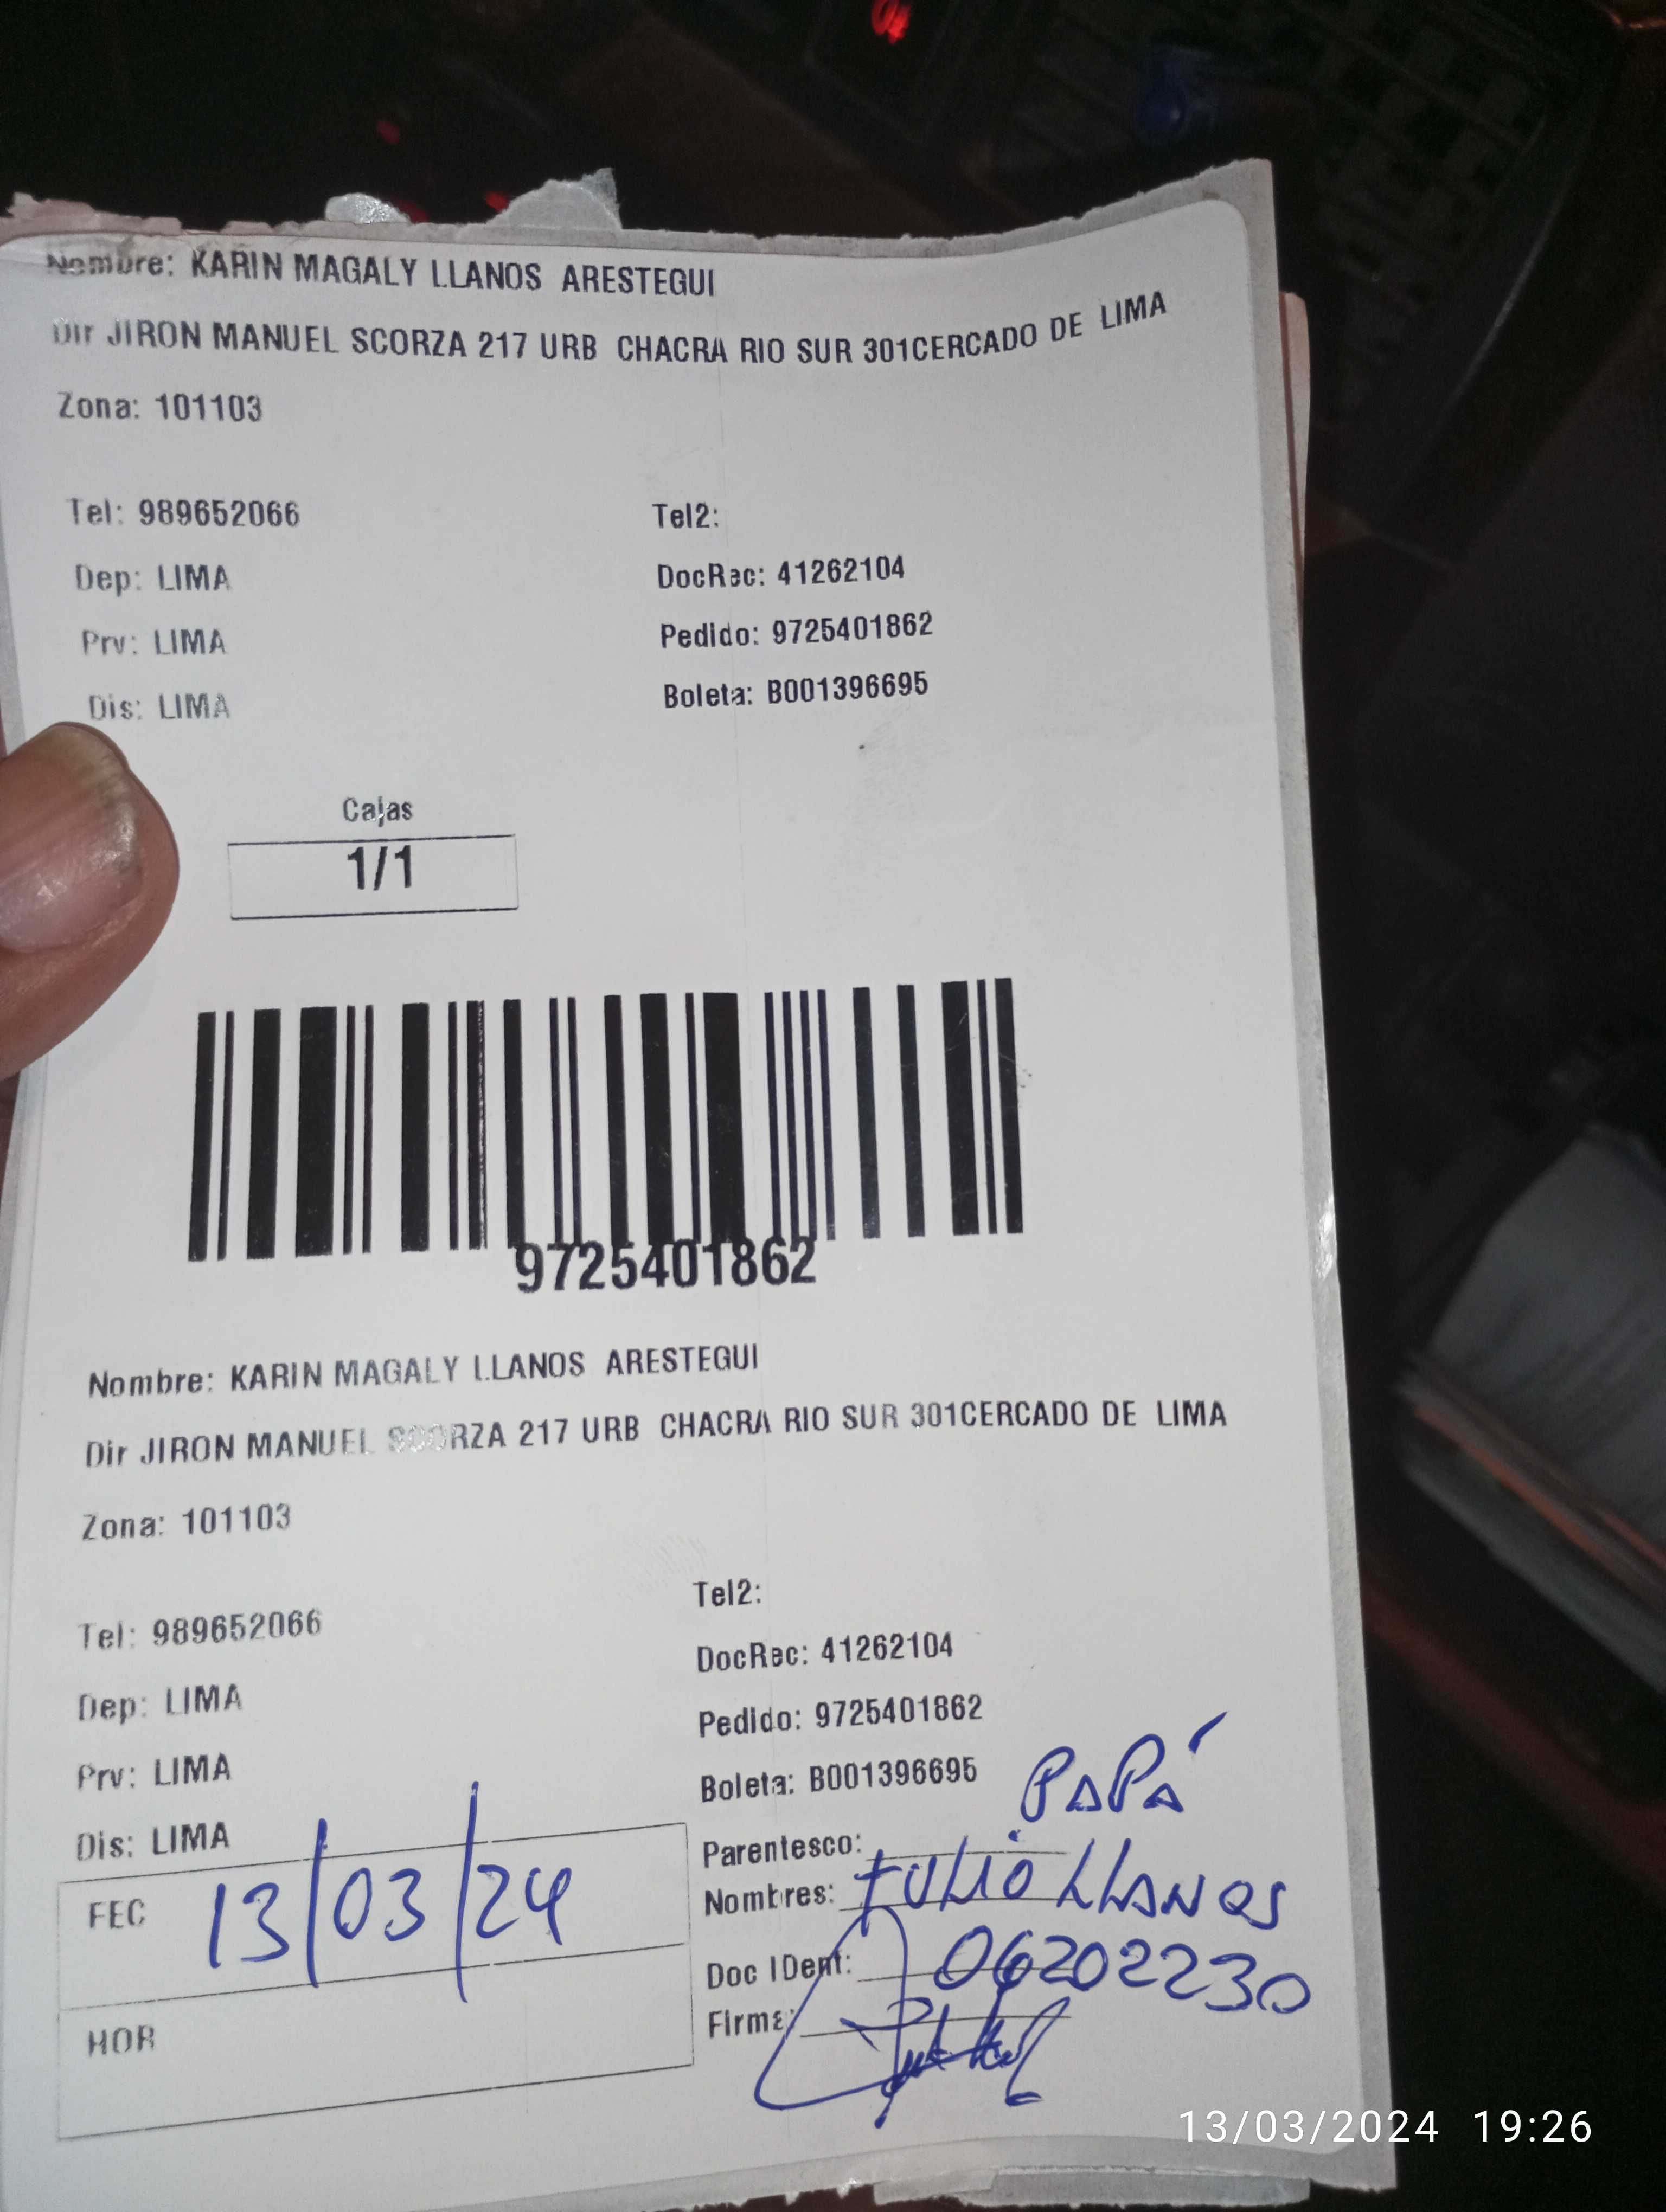 Nombre: KARIN MAGALY LLANOS ARESTEGUI
Dir JIRON MANUEL SCORZA 217 URB CHACRA RIO SUR 301CERCADO DE LIMA
Zona: 101103
Tel: 989652066 Tel2:
Dep: LIMA DocRec: 41262104
Prv: LIMA Pedido: 9725401862
Dis: LIMA Boleta: B001396695
Cajas
1/1
9725401862
Nombre: KARIN MAGALY LLANOS ARESTEGUI
Dir JIRON MANUEL SCORZA 217 URB CHACRA RIO SUR 301CERCADO DE LIMA
Zona: 101103
Tel: 989652066 Tel2:
Dep: LIMA DocRec: 41262104
Prv: LIMA Pedido: 9725401862
Dis: LIMA Boleta: B001396695
Parentesco: PAPÁ
FEC 13/03/24 Nombres: JULIO LLANOS
Doc IDent: 06202230
HOR Firma:
13/03/2024 19:26